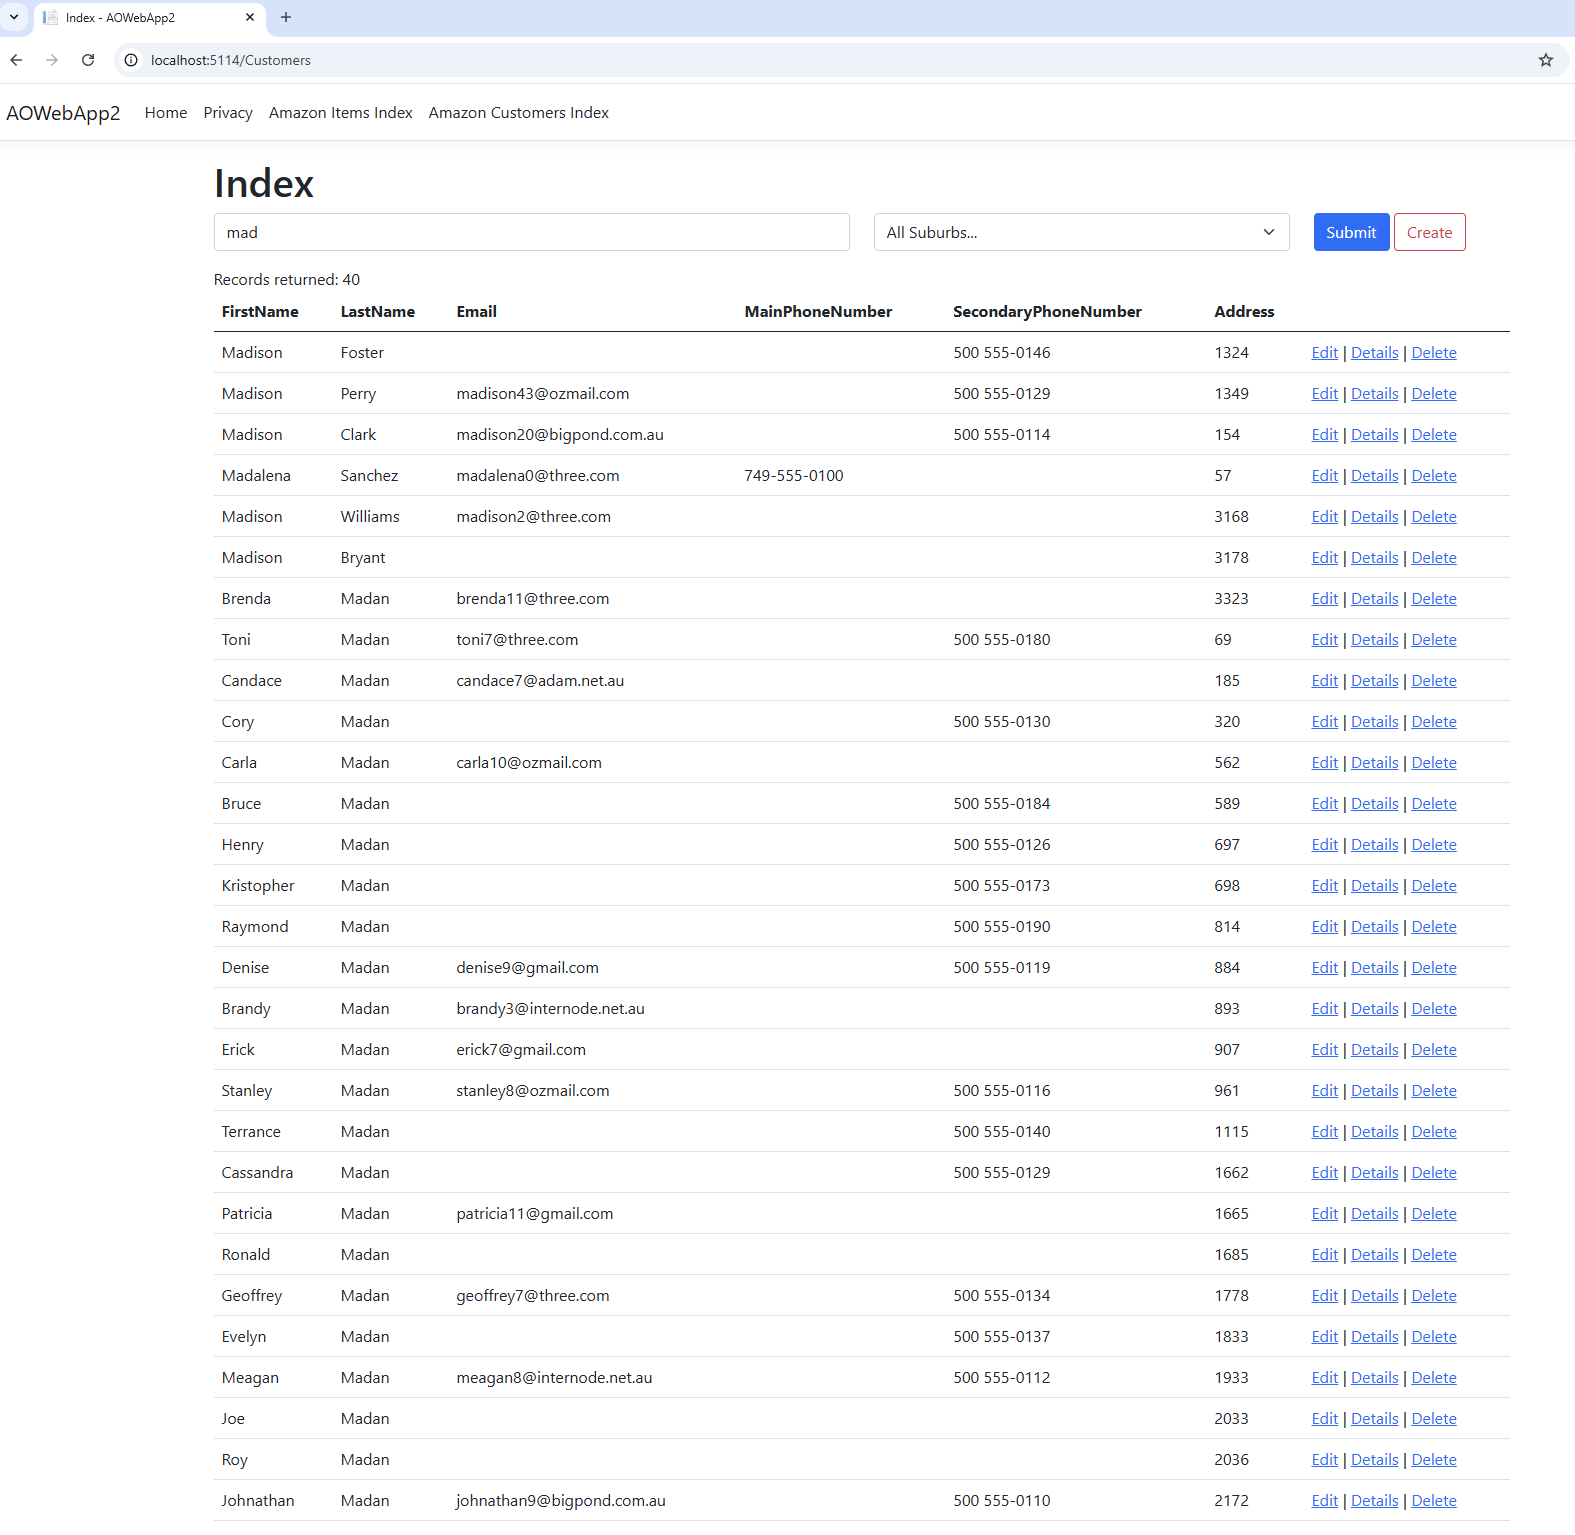 Index - AOWebApp2
localhost:5114/Customers
AOWebApp2 Home Privacy Amazon Items Index Amazon Customers Index
Index
mad All Suburbs... Submit Create
Records returned: 40
FirstName LastName Email MainPhoneNumber SecondaryPhoneNumber Address
Madison Foster 500 555-0146 1324 Edit | Details | Delete
Madison Perry madison43@ozmail.com 500 555-0129 1349 Edit | Details | Delete
Madison Clark madison20@bigpond.com.au 500 555-0114 154 Edit | Details | Delete
Madalena Sanchez madalena0@three.com 749-555-0100 57 Edit | Details | Delete
Madison Williams madison2@three.com 3168 Edit | Details | Delete
Madison Bryant 3178 Edit | Details | Delete
Brenda Madan brenda11@three.com 3323 Edit | Details | Delete
Toni Madan toni7@three.com 500 555-0180 69 Edit | Details | Delete
Candace Madan candace7@adam.net.au 185 Edit | Details | Delete
Cory Madan 500 555-0130 320 Edit | Details | Delete
Carla Madan carla10@ozmail.com 562 Edit | Details | Delete
Bruce Madan 500 555-0184 589 Edit | Details | Delete
Henry Madan 500 555-0126 697 Edit | Details | Delete
Kristopher Madan 500 555-0173 698 Edit | Details | Delete
Raymond Madan 500 555-0190 814 Edit | Details | Delete
Denise Madan denise9@gmail.com 500 555-0119 884 Edit | Details | Delete
Brandy Madan brandy3@internode.net.au 893 Edit | Details | Delete
Erick Madan erick7@gmail.com 907 Edit | Details | Delete
Stanley Madan stanley8@ozmail.com 500 555-0116 961 Edit | Details | Delete
Terrance Madan 500 555-0140 1115 Edit | Details | Delete
Cassandra Madan 500 555-0129 1662 Edit | Details | Delete
Patricia Madan patricia11@gmail.com 1665 Edit | Details | Delete
Ronald Madan 1685 Edit | Details | Delete
Geoffrey Madan geoffrey7@three.com 500 555-0134 1778 Edit | Details | Delete
Evelyn Madan 500 555-0137 1833 Edit | Details | Delete
Meagan Madan meagan8@internode.net.au 500 555-0112 1933 Edit | Details | Delete
Joe Madan 2033 Edit | Details | Delete
Roy Madan 2036 Edit | Details | Delete
Johnathan Madan johnathan9@bigpond.com.au 500 555-0110 2172 Edit | Details | Delete